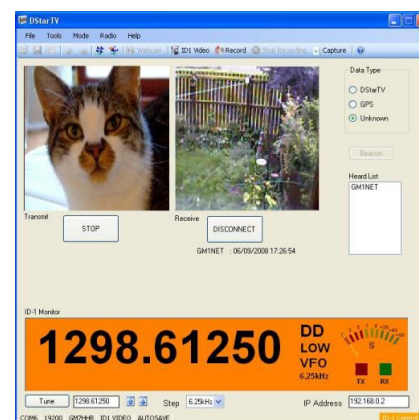 DStarTV
File Tools Mode Radio Help
Webcam ID1 Video Record Stop Recording Capture
Data Type
DStarTV
GPS
Unknown
Beacon
Heard List
GM1NET
Transmit
STOP
Receive
DISCONNECT
GM1NET : 06/09/2008 17:26:54
ID-1 Monitor
1298.61250
DD
LOW
VFO
6.25kHz
S
TX RX
Tune 1298.61250 Step 6.25kHz IP Address 192.168.0.2
COM6 19200 GM7HHB ID1 VIDEO AUTOSAVE